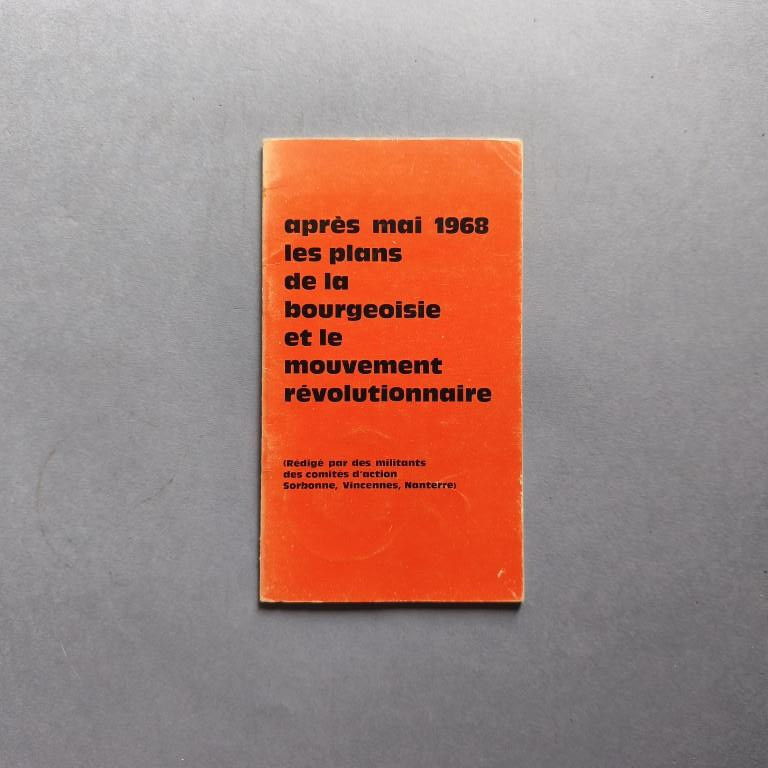 après mai 1968
les plans
de la
bourgeoisie
et le
mouvement
révolutionnaire
(Rédigé par des militants
des comités d'action
Sorbonne, Vincennes, Nanterre)